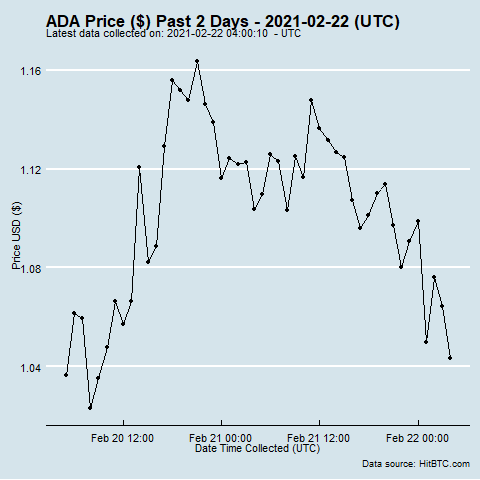 ADA Price ($) Past 2 Days - 2021-02-22 (UTC)
Latest data collected on: 2021-02-22 04:00:10  - UTC
1.16
1.12
1.08
1.04
Price USD ($)
Feb 20 12:00
Feb 21 00:00
Feb 21 12:00
Feb 22 00:00
Date Time Collected (UTC)
Data source: HitBTC.com